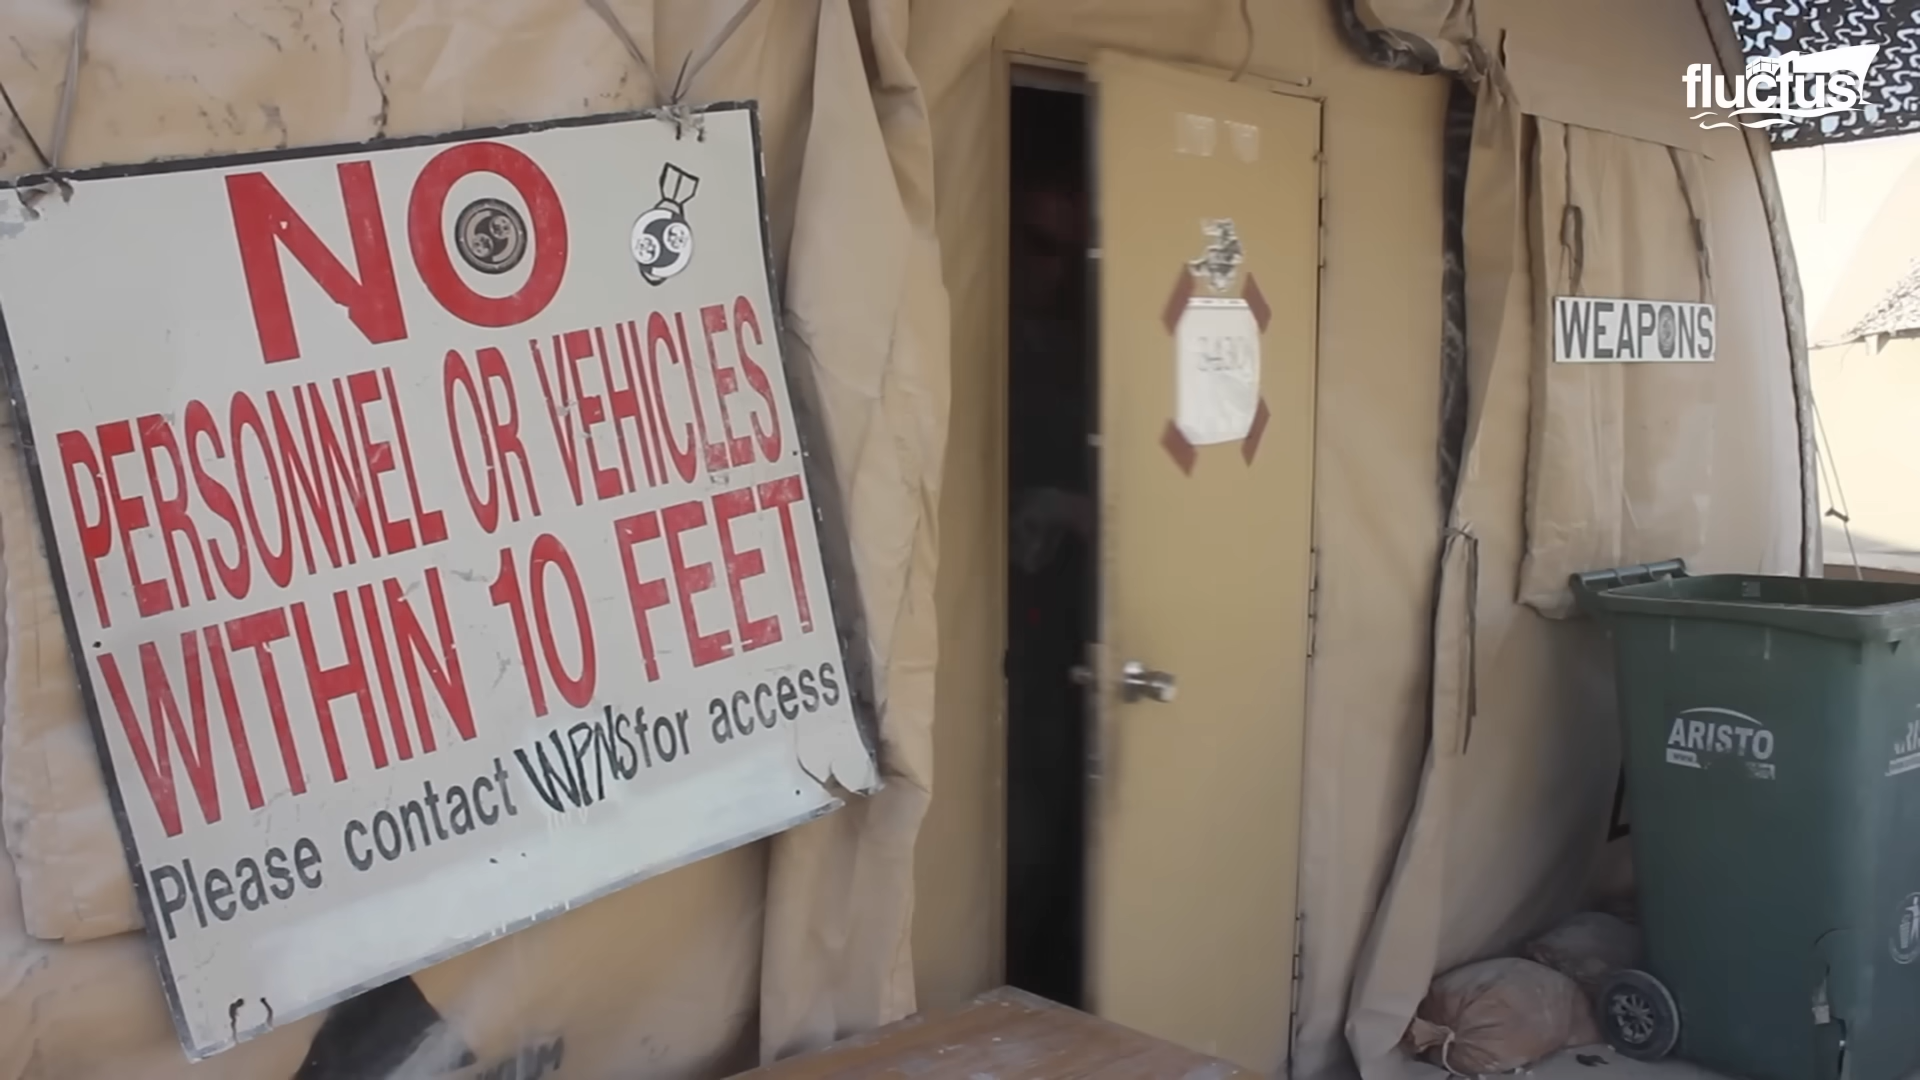 NO
PERSONNEL OR VEHICLES
WITHIN 10 FEET
Please contact WPNS for access
WEAPONS
ARISTO
fluctus